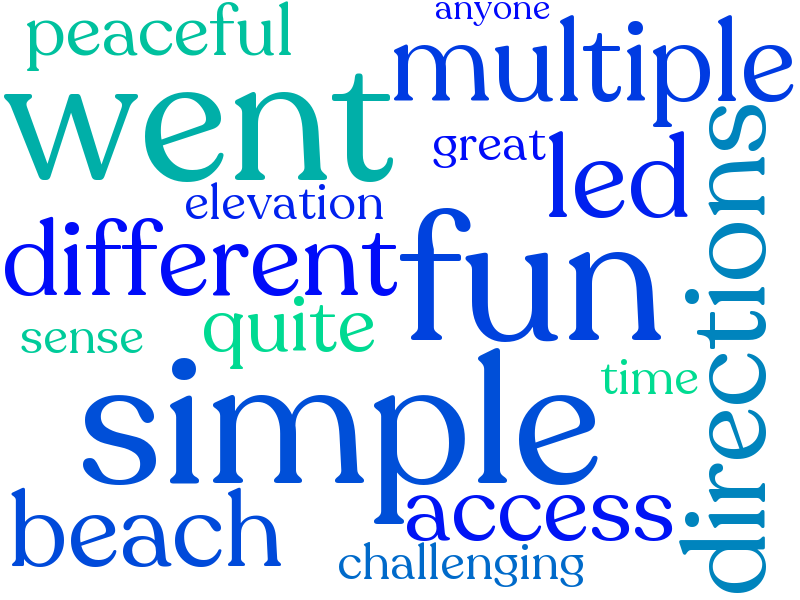 anyone
peaceful
multiple
went
great
led
elevation
directions
different
fun
quite
sense
time
simple
beach
access
challenging